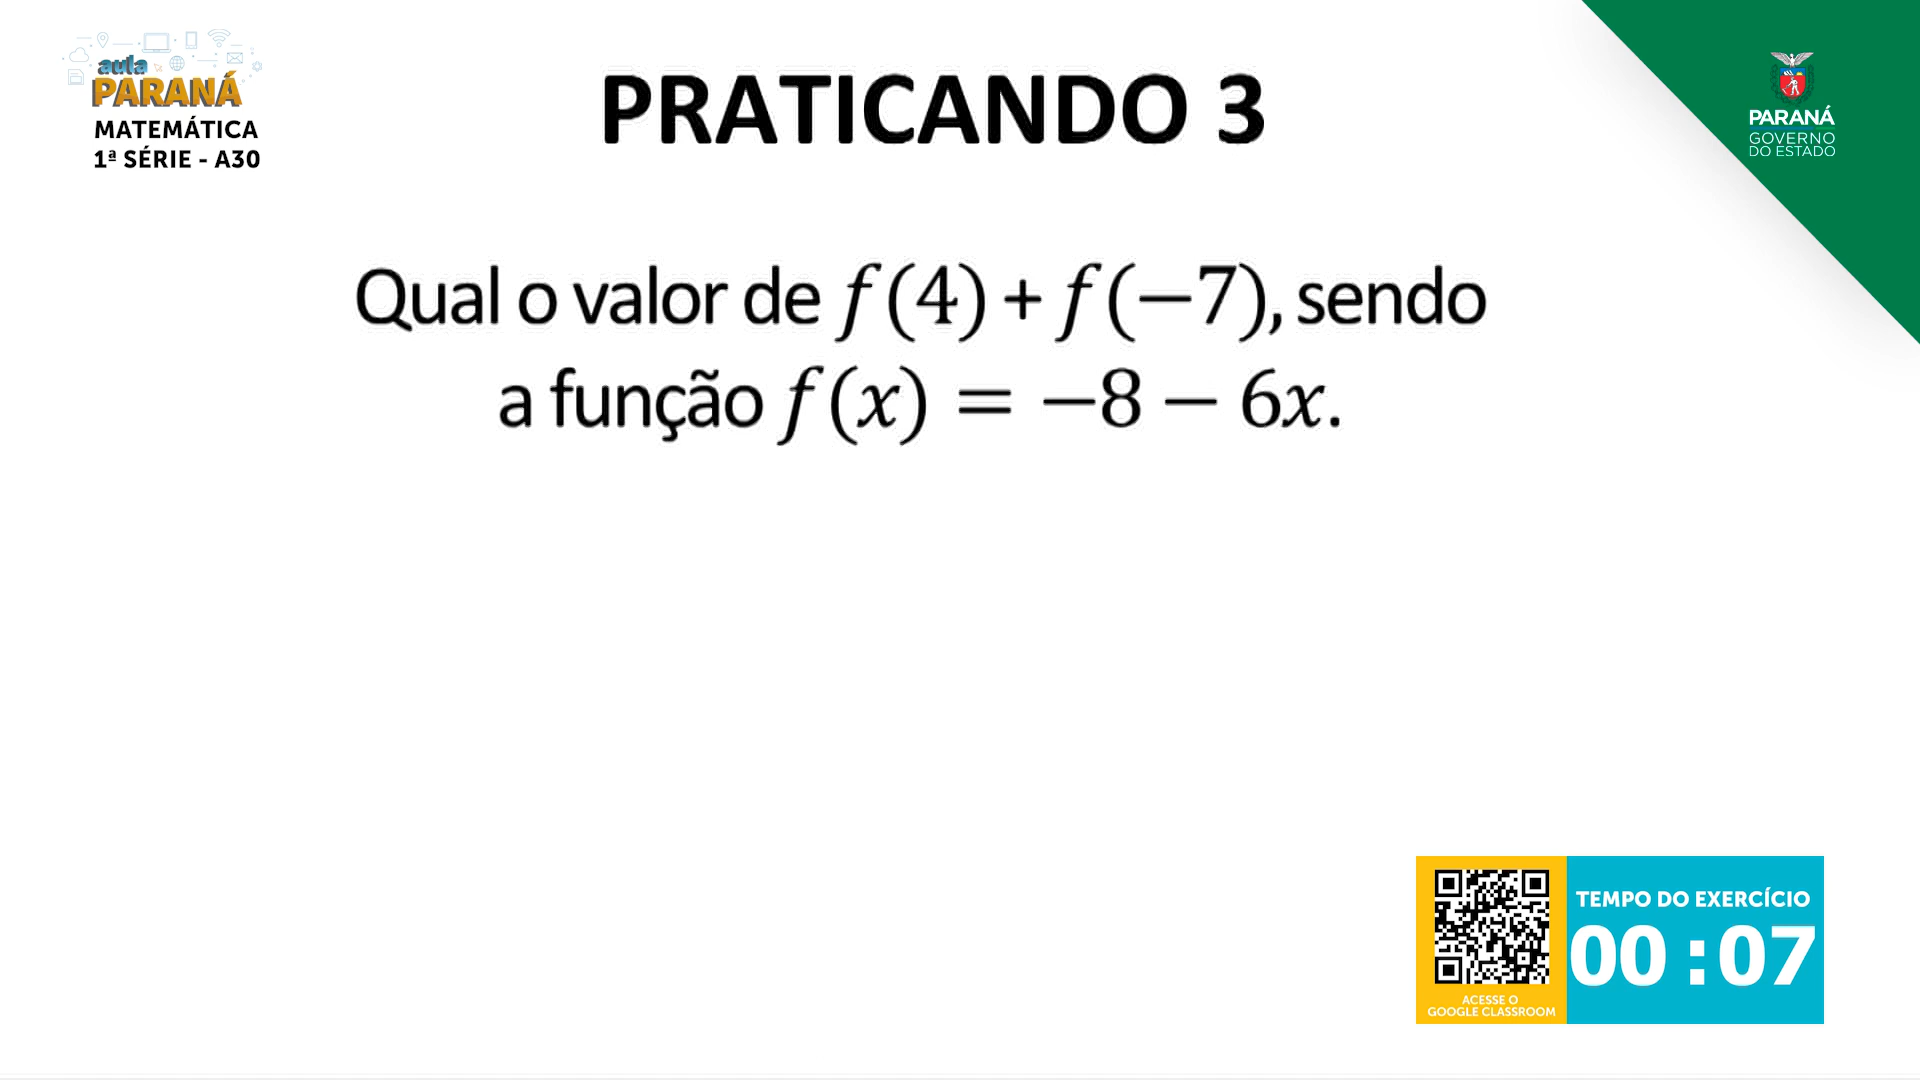 aula
PARANÁ
MATEMÁTICA
1ª SÉRIE - A30
PRATICANDO 3
PARANÁ
GOVERNO
DO ESTADO
Qual o valor de f(4) + f(−7), sendo
a função f(x) = −8 − 6x.
TEMPO DO EXERCÍCIO
00 : 07
ACESSE O
GOOGLE CLASSROOM